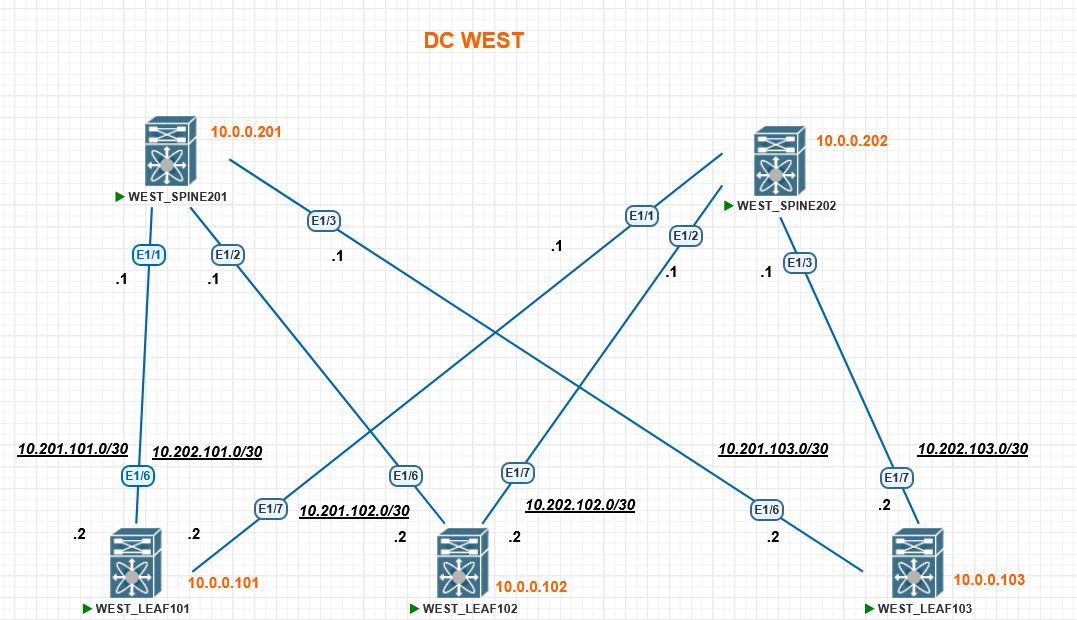 DC WEST
10.0.0.201
10.0.0.202
WEST_SPINE201
WEST_SPINE202
E1/3
E1/1
E1/2
E1/1
E1/2
E1/3
.1
.1
.1
.1
.1
.1
10.201.101.0/30
10.202.101.0/30
10.201.103.0/30
10.202.103.0/30
E1/6
E1/6
E1/7
E1/7
E1/7
10.201.102.0/30
10.202.102.0/30
E1/6
.2
.2
.2
.2
.2
.2
10.0.0.101
10.0.0.102
10.0.0.103
WEST_LEAF101
WEST_LEAF102
WEST_LEAF103